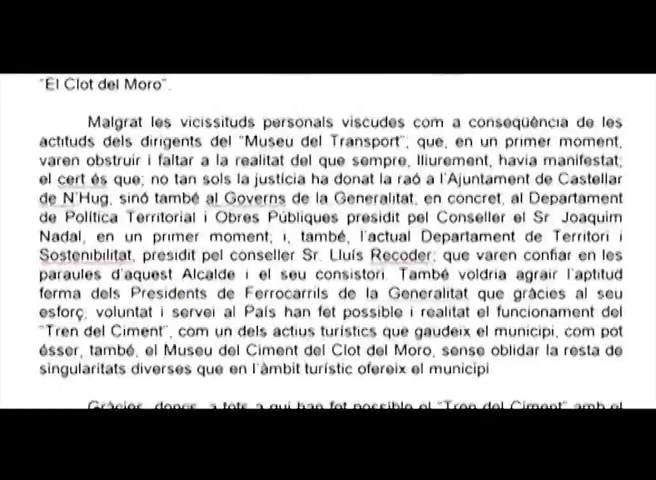 "El Clot del Moro".
Malgrat les vicissituds personals viscudes com a conseqüència de les
actituds dels dirigents del "Museu del Transport"; que, en un primer moment,
varen obstruir i faltar a la realitat del que sempre, lliurement, havia manifestat;
el cert és que; no tan sols la justícia ha donat la raó a l'Ajuntament de Castellar
de N'Hug, sinó també al Governs de la Generalitat, en concret, al Departament
de Política Territorial i Obres Públiques presidit pel Conseller el Sr. Joaquim
Nadal, en un primer moment; i, també, l'actual Departament de Territori i
Sostenibilitat, presidit pel conseller Sr. Lluís Recoder; que varen confiar en les
paraules d'aquest Alcalde i el seu consistori. També voldria agrair l'aptitud
ferma dels Presidents de Ferrocarrils de la Generalitat que gràcies al seu
esforç, voluntat i servei al País han fet possible i realitat el funcionament del
"Tren del Ciment", com un dels actius turístics que gaudeix el municipi, com pot
ésser, també, el Museu del Ciment del Clot del Moro, sense oblidar la resta de
singularitats diverses que en l'àmbit turístic ofereix el municipi
Gràcies, doncs, a tots a qui han fet possible el "Tren del Ciment" amb el